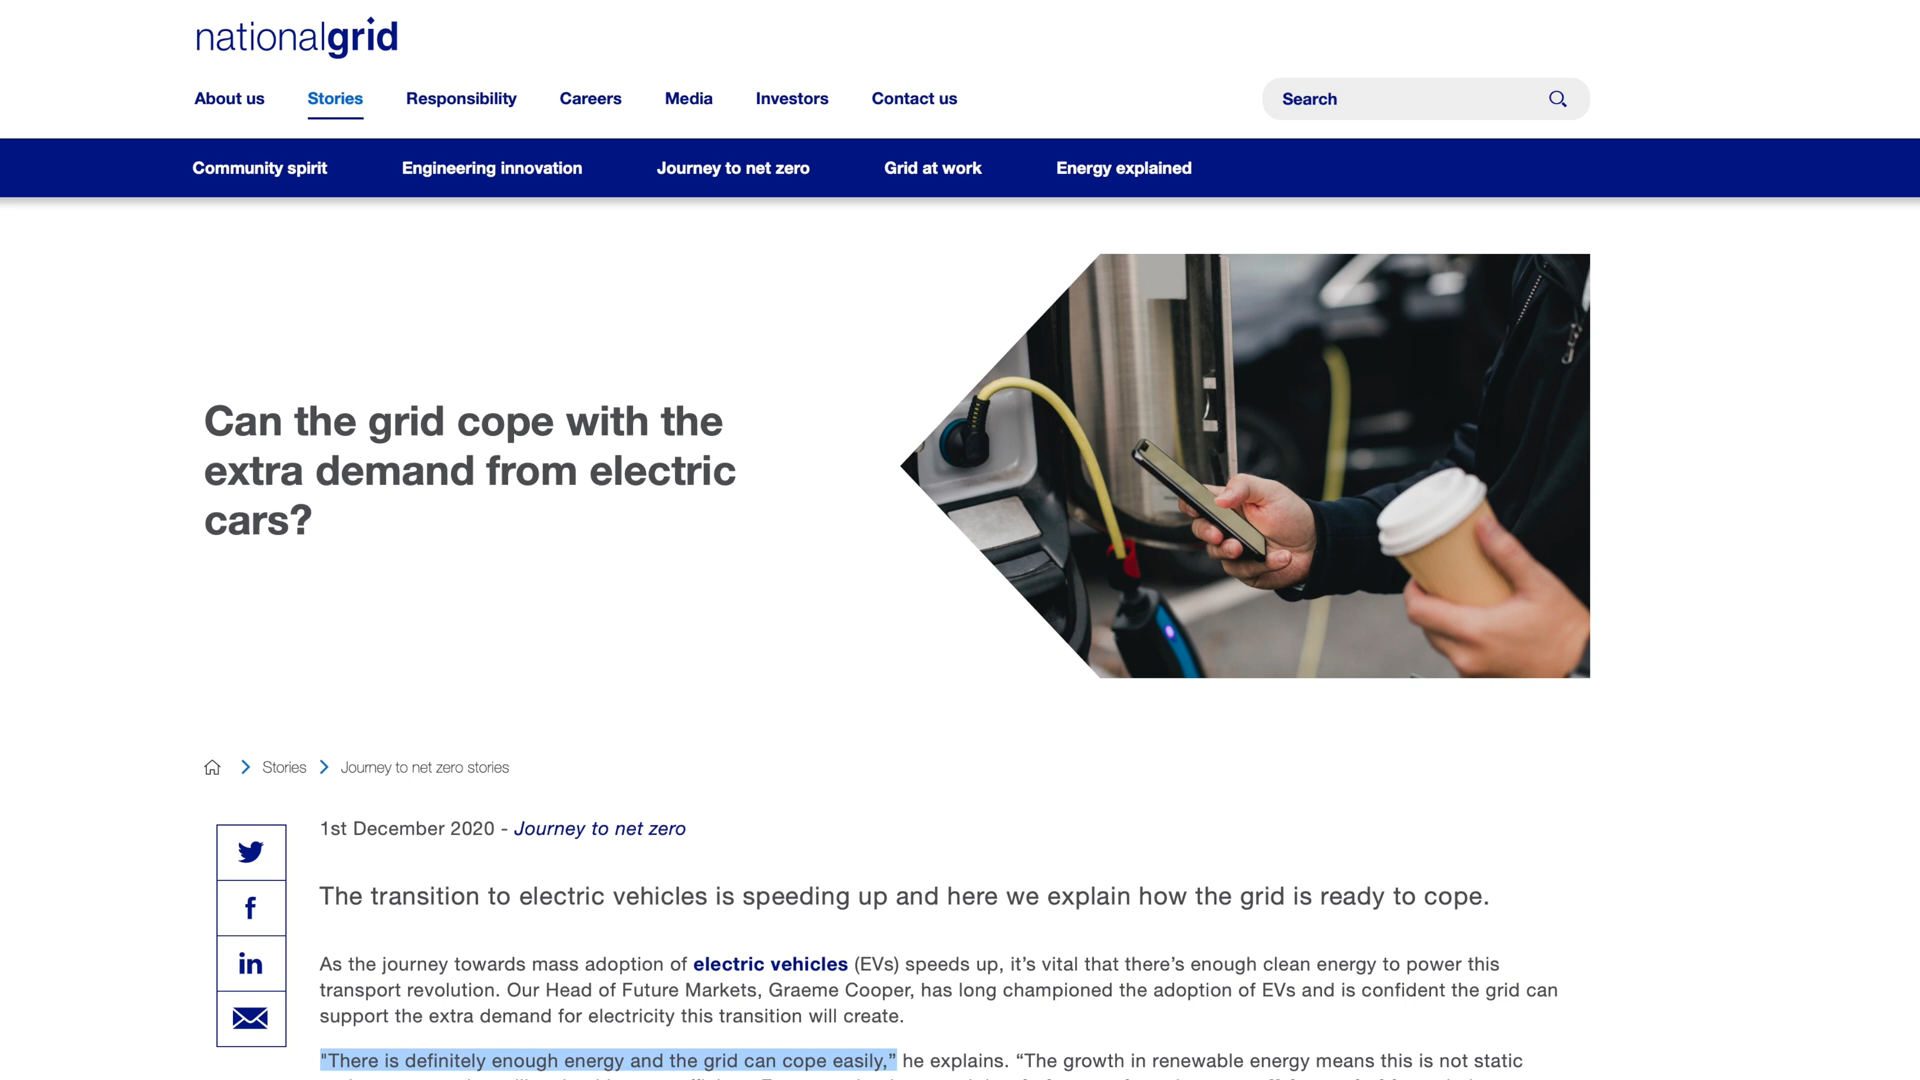 nationalgrid
About us
Stories
Responsibility
Careers
Media
Investors
Contact us
Search
Community spirit
Engineering innovation
Journey to net zero
Grid at work
Energy explained
Can the grid cope with the
extra demand from electric
cars?
Stories
Journey to net zero stories
1st December 2020 - Journey to net zero
The transition to electric vehicles is speeding up and here we explain how the grid is ready to cope.
As the journey towards mass adoption of electric vehicles (EVs) speeds up, it’s vital that there’s enough clean energy to power this
transport revolution. Our Head of Future Markets, Graeme Cooper, has long championed the adoption of EVs and is confident the grid can
support the extra demand for electricity this transition will create.
"There is definitely enough energy and the grid can cope easily,” he explains. “The growth in renewable energy means this is not static